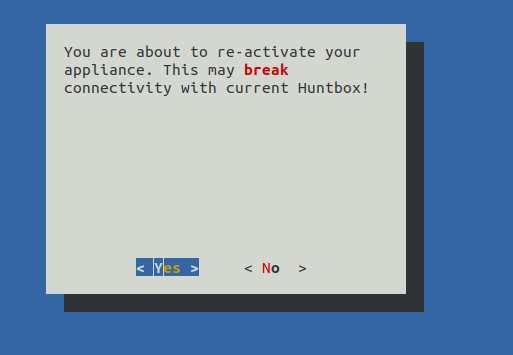 You are about to re-activate your
appliance. This may break
connectivity with current Huntbox!
< Yes > < No >